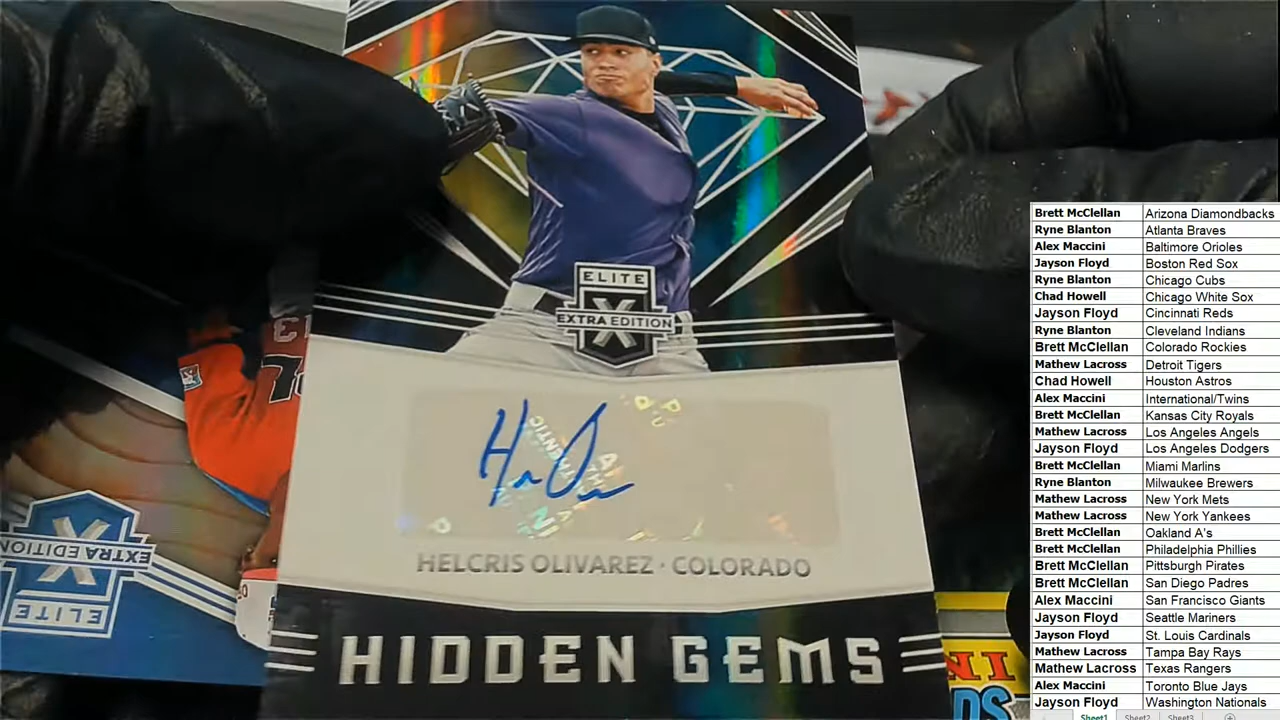 ELITE
X
EXTRA EDITION
HELCRIS OLIVAREZ · COLORADO
HIDDEN GEMS
EXTRA EDITION
X
ELITE
Brett McClellan Arizona Diamondbacks
Ryne Blanton Atlanta Braves
Alex Maccini Baltimore Orioles
Jayson Floyd Boston Red Sox
Ryne Blanton Chicago Cubs
Chad Howell Chicago White Sox
Jayson Floyd Cincinnati Reds
Ryne Blanton Cleveland Indians
Brett McClellan Colorado Rockies
Mathew Lacross Detroit Tigers
Chad Howell Houston Astros
Alex Maccini International/Twins
Brett McClellan Kansas City Royals
Mathew Lacross Los Angeles Angels
Jayson Floyd Los Angeles Dodgers
Brett McClellan Miami Marlins
Ryne Blanton Milwaukee Brewers
Mathew Lacross New York Mets
Mathew Lacross New York Yankees
Brett McClellan Oakland A's
Brett McClellan Philadelphia Phillies
Brett McClellan Pittsburgh Pirates
Brett McClellan San Diego Padres
Alex Maccini San Francisco Giants
Jayson Floyd Seattle Mariners
Jayson Floyd St. Louis Cardinals
Mathew Lacross Tampa Bay Rays
Mathew Lacross Texas Rangers
Alex Maccini Toronto Blue Jays
Jayson Floyd Washington Nationals
Sheet1 Sheet2 Sheet3